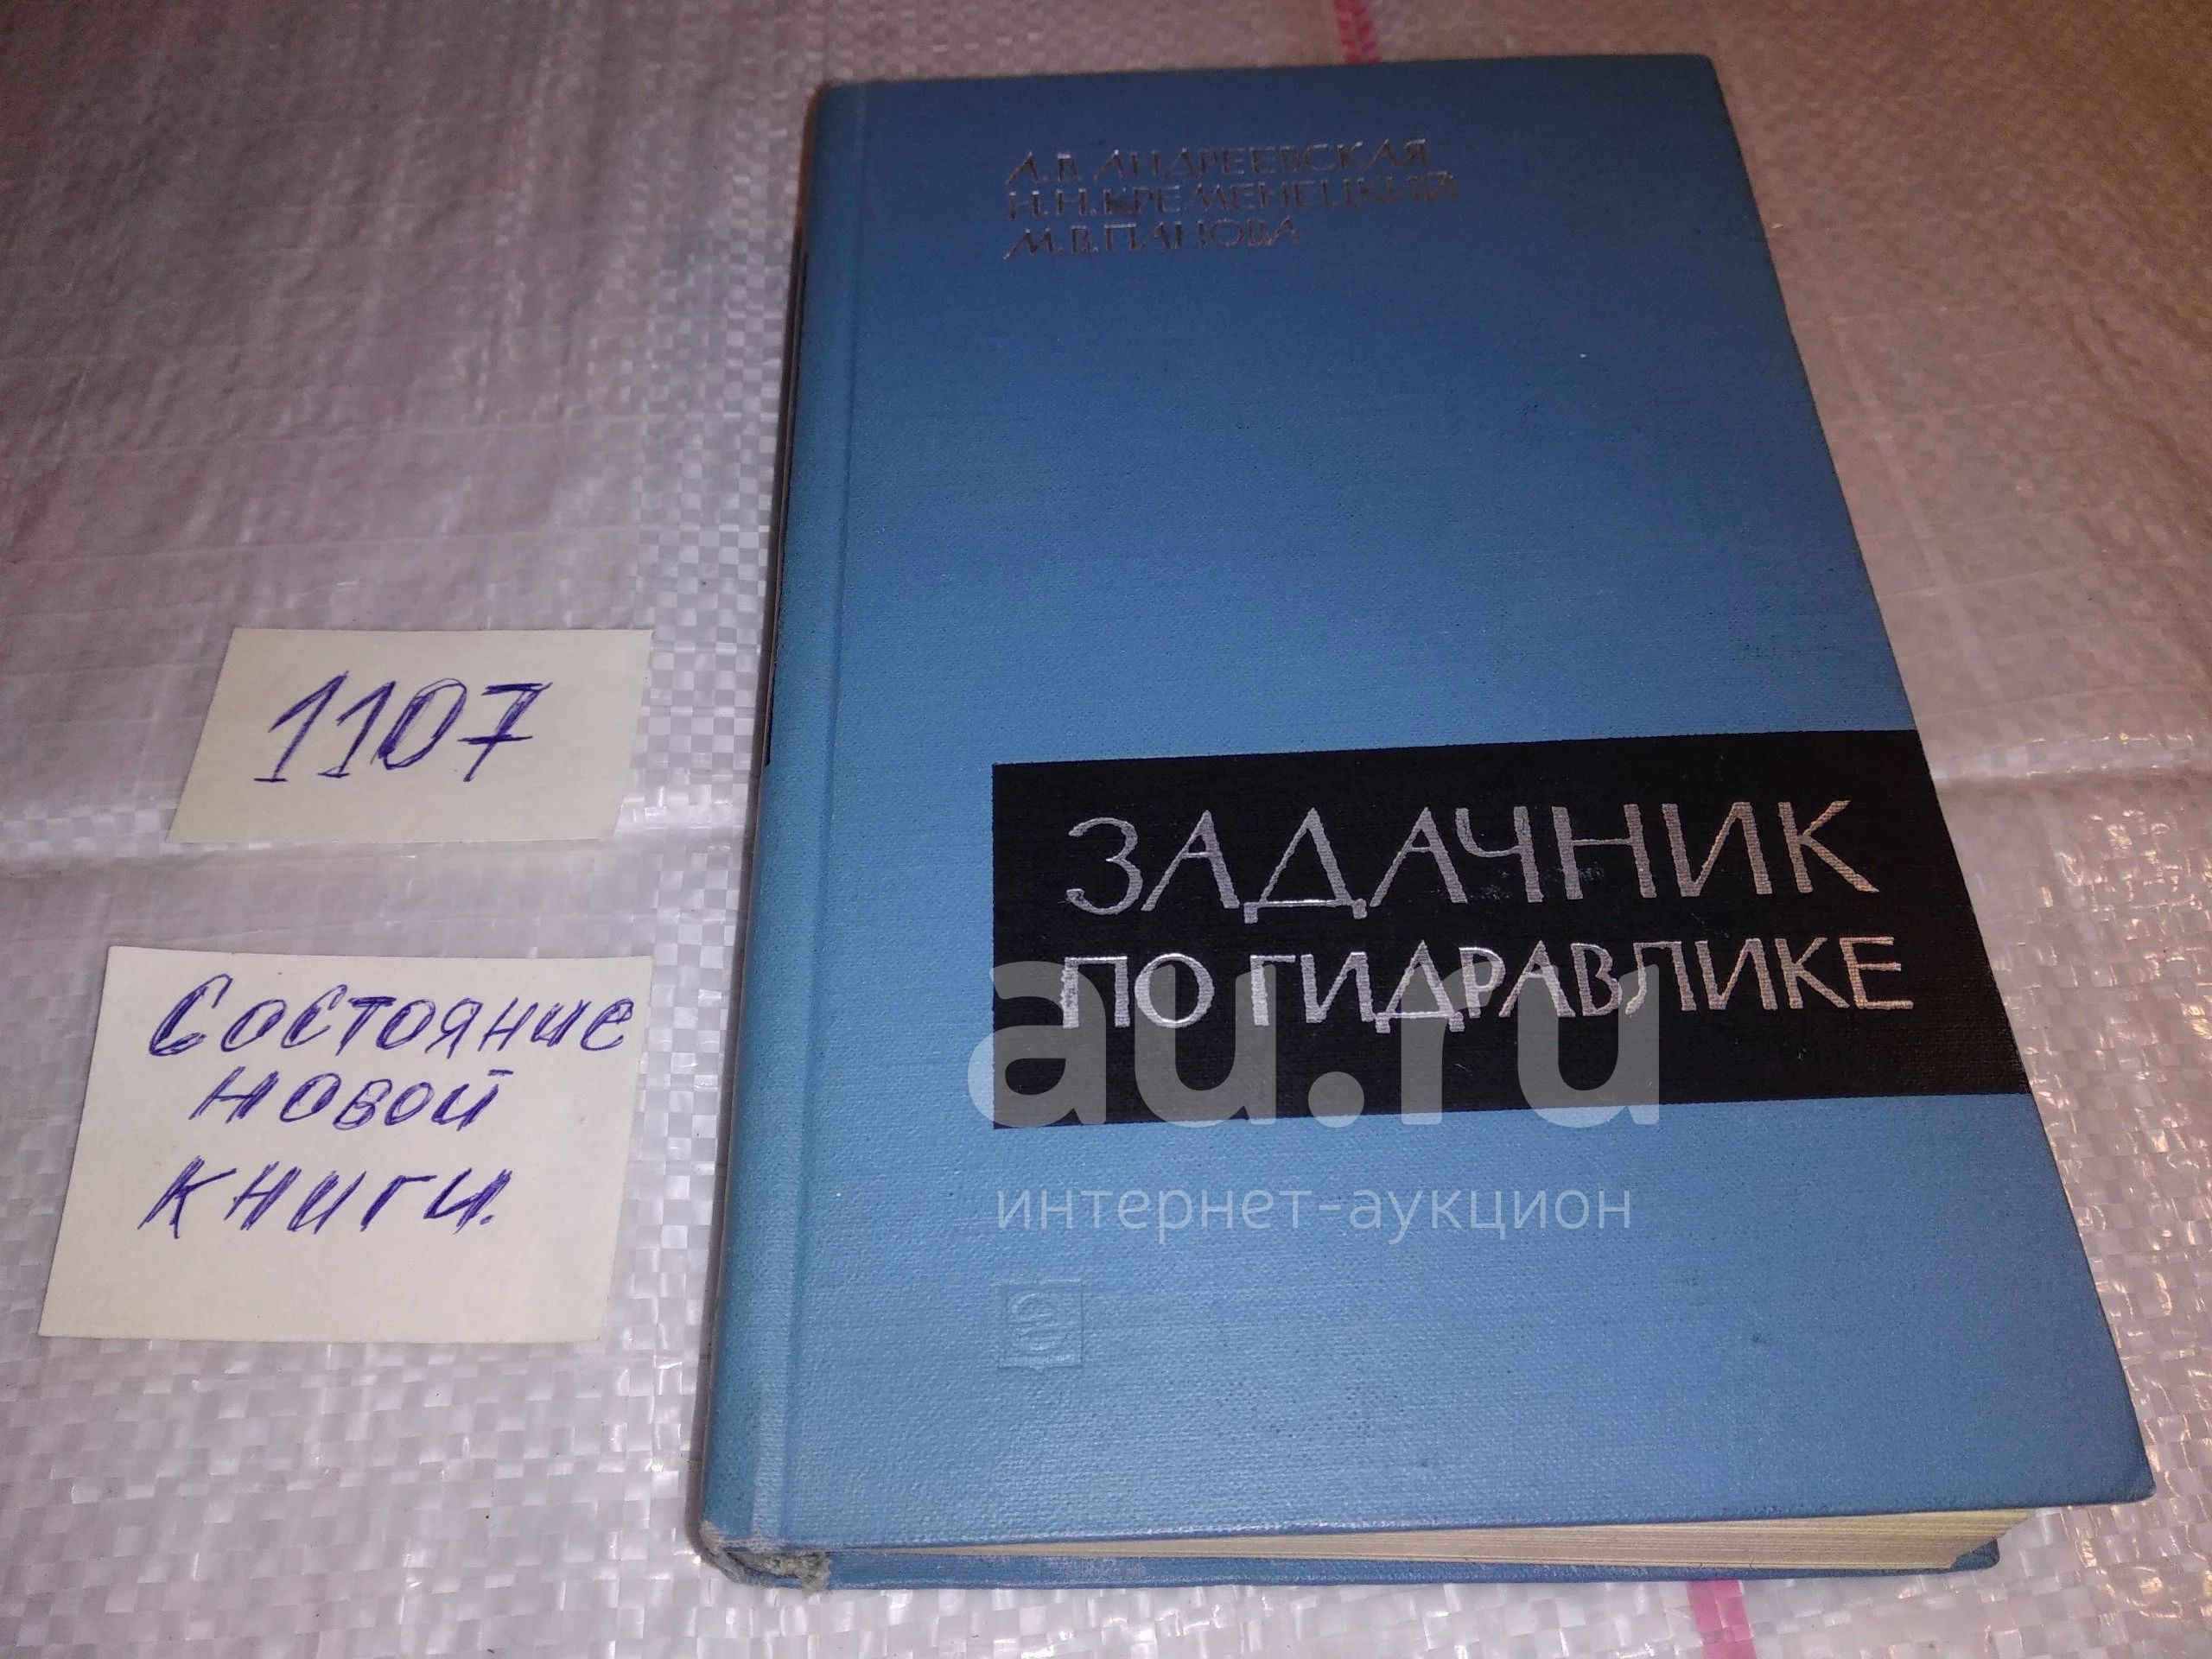 А.В.АНДРЕЕВСКАЯ
Н.Н.КРЕМЕНЕЦКИЙ
М.В.ПАНОВА
1107
ЗАДАЧНИК
ПО ГИДРАВЛИКЕ
Состояние
новой
книги.
au.ru
интернет-аукцион